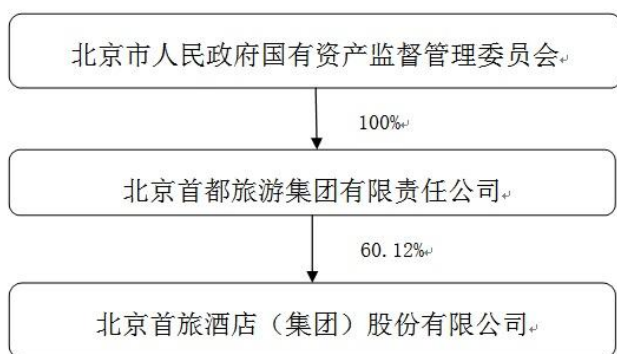 北京市人民政府国有资产监督管理委员会
100%
北京首都旅游集团有限责任公司
60.12%
北京首旅酒店（集团）股份有限公司